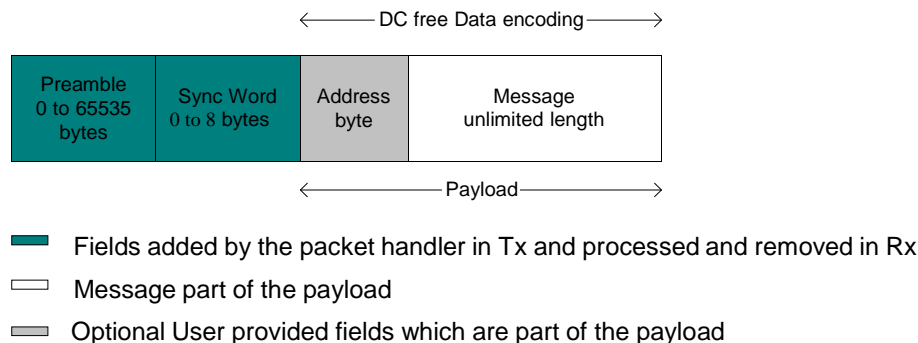 DC free Data encoding
Preamble
0 to 65535
bytes
Sync Word
0 to 8 bytes
Address
byte
Message
unlimited length
Payload
Fields added by the packet handler in Tx and processed and removed in Rx
Message part of the payload
Optional User provided fields which are part of the payload